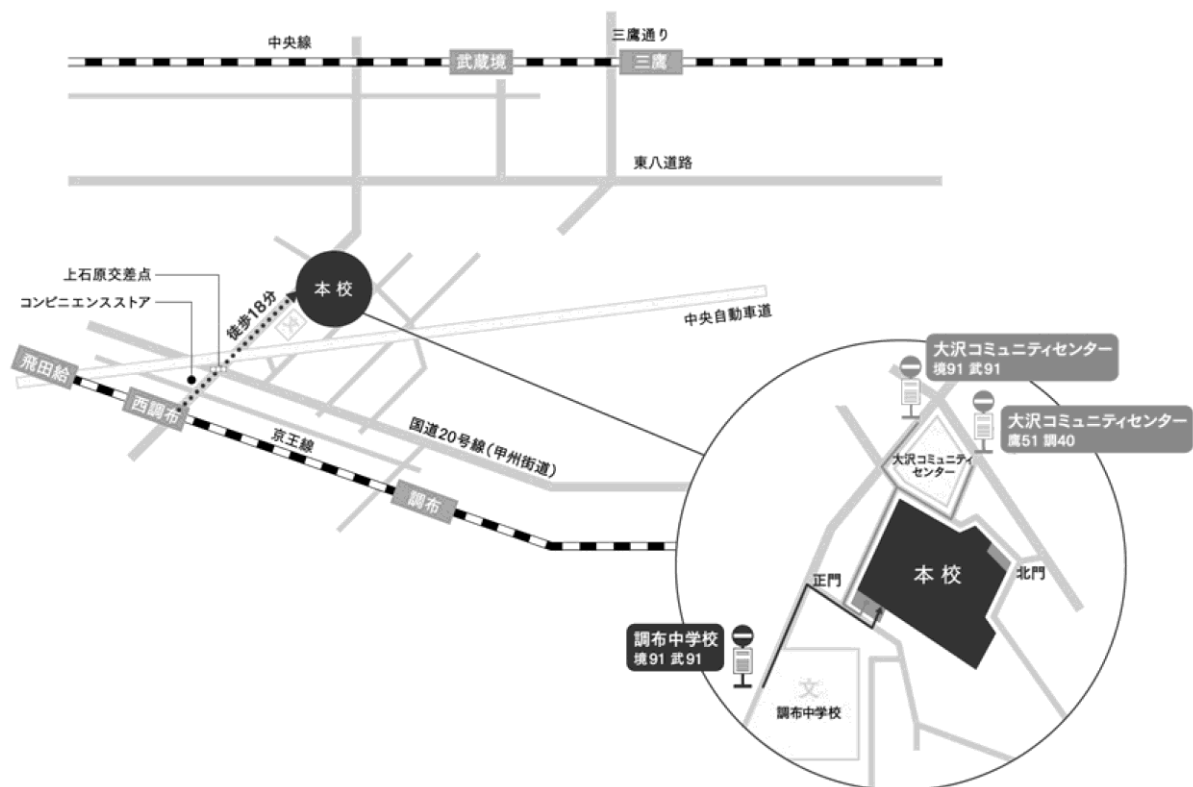 中央線
三鷹通り
武蔵境
三鷹
東八道路
上石原交差点
コンビニエンスストア
徒歩18分
本校
文
中央自動車道
飛田給
西調布
京王線
国道20号線(甲州街道)
調布
大沢コミュニティセンター
境91 武91
大沢コミュニティセンター
鷹51 調40
大沢コミュニティ
センター
本校
正門
北門
調布中学校
境91 武91
文
調布中学校